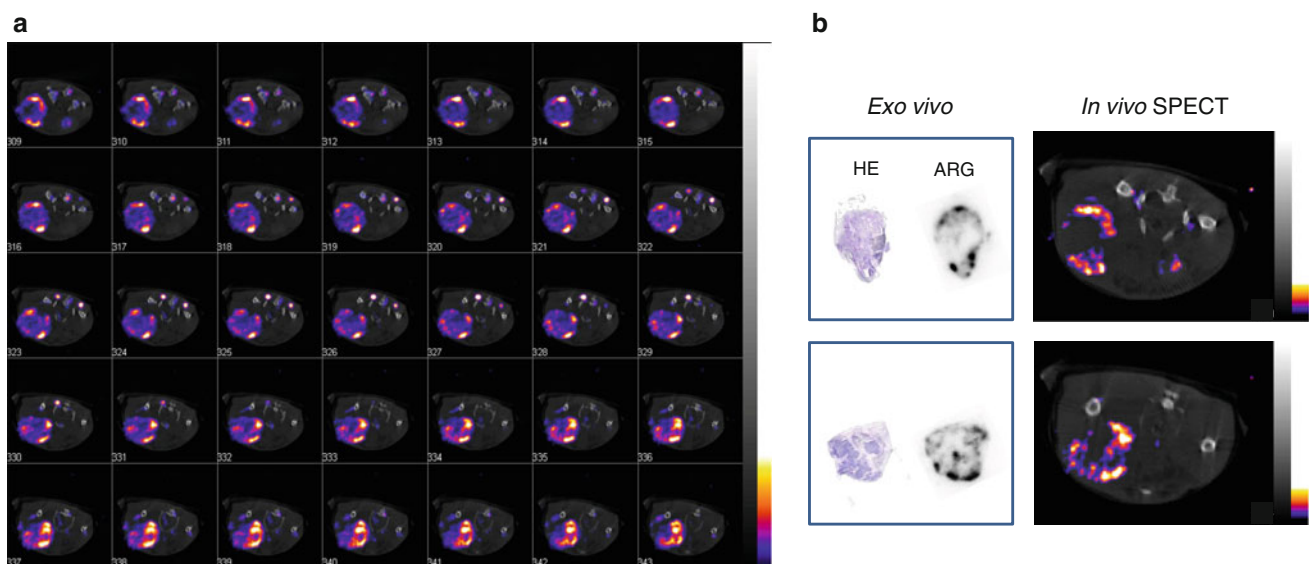 a
309 310 311 312 313 314 315
316 317 318 319 320 321 322
323 324 325 326 327 328 329
330 331 332 333 334 335 336
337 338 339 340 341 342 343
b
Exo vivo In vivo SPECT
HE ARG